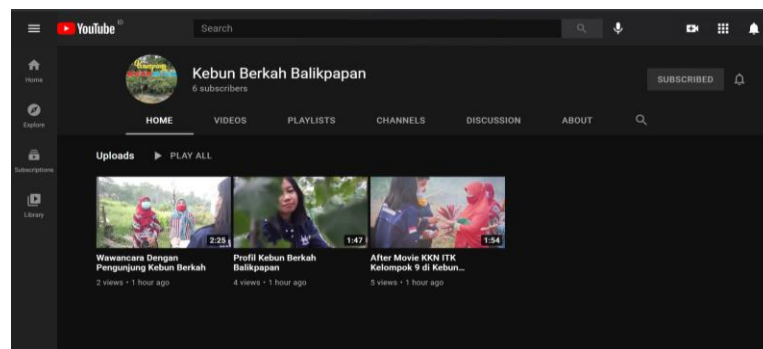 YouTube ID
Search
Home
Explore
Subscriptions
Library
Kebun Berkah Balikpapan
6 subscribers
SUBSCRIBED
HOME VIDEOS PLAYLISTS CHANNELS DISCUSSION ABOUT
Uploads PLAY ALL
2:25
1:47
1:54
Wawancara Dengan
Pengunjung Kebun Berkah
2 views • 1 hour ago
Profil Kebun Berkah
Balikpapan
4 views • 1 hour ago
After Movie KKN ITK
Kelompok 9 di Kebun...
5 views • 1 hour ago